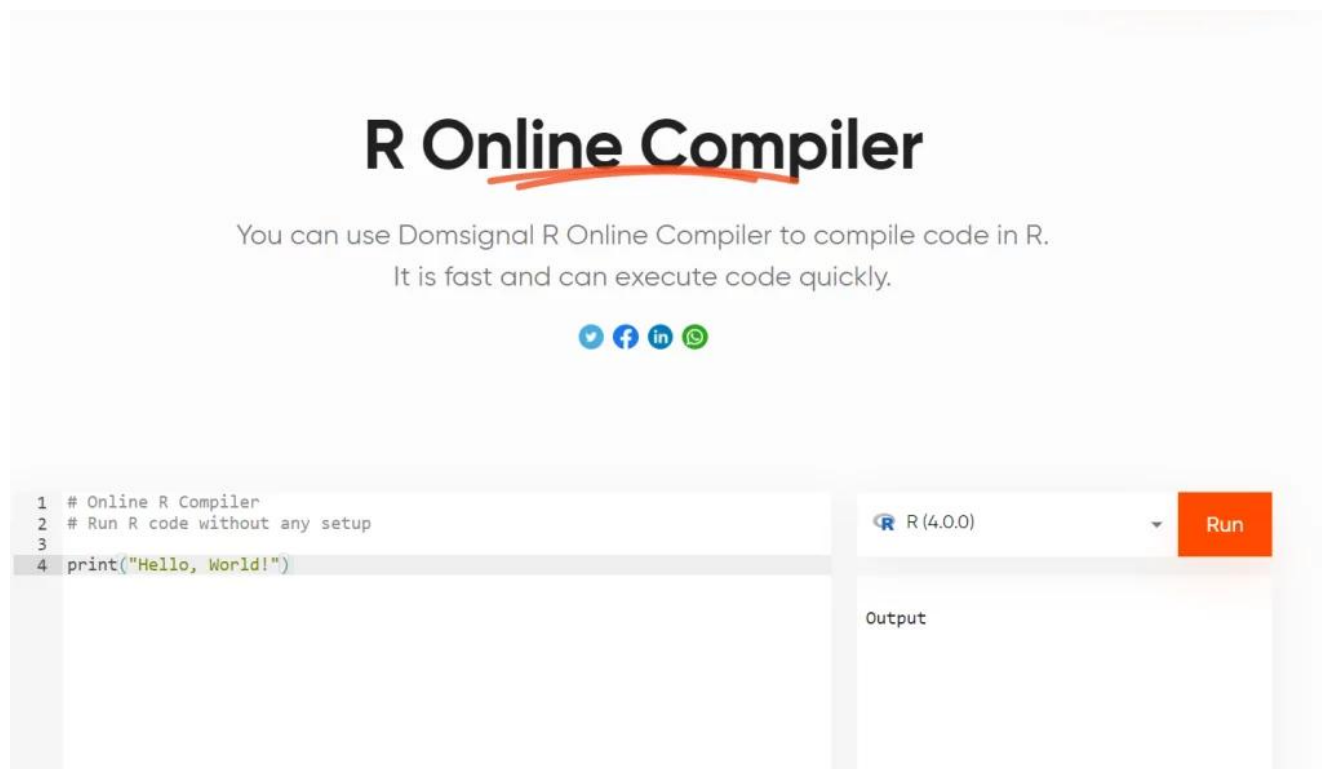 R Online Compiler
You can use Domsignal R Online Compiler to compile code in R.
It is fast and can execute code quickly.
in
1 # Online R Compiler
2 # Run R code without any setup
3
4 print("Hello, World!")
R R (4.0.0)
Run
Output